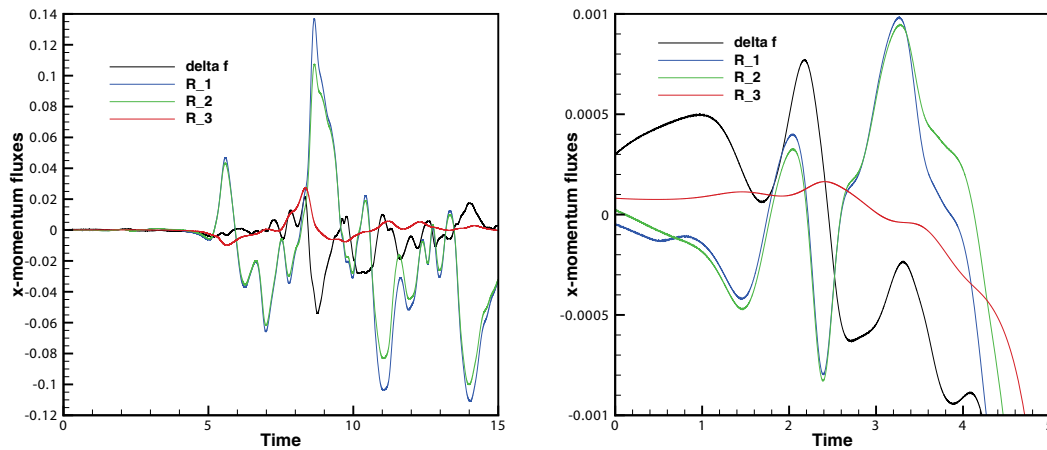 x-momentum fluxes
0.14
0.12
0.1
0.08
0.06
0.04
0.02
0
-0.02
-0.04
-0.06
-0.08
-0.1
-0.12
delta f
R_1
R_2
R_3
0 5 10 15
Time
x-momentum fluxes
0.001
0.0005
0
-0.0005
-0.001
delta f
R_1
R_2
R_3
0 1 2 3 4
Time